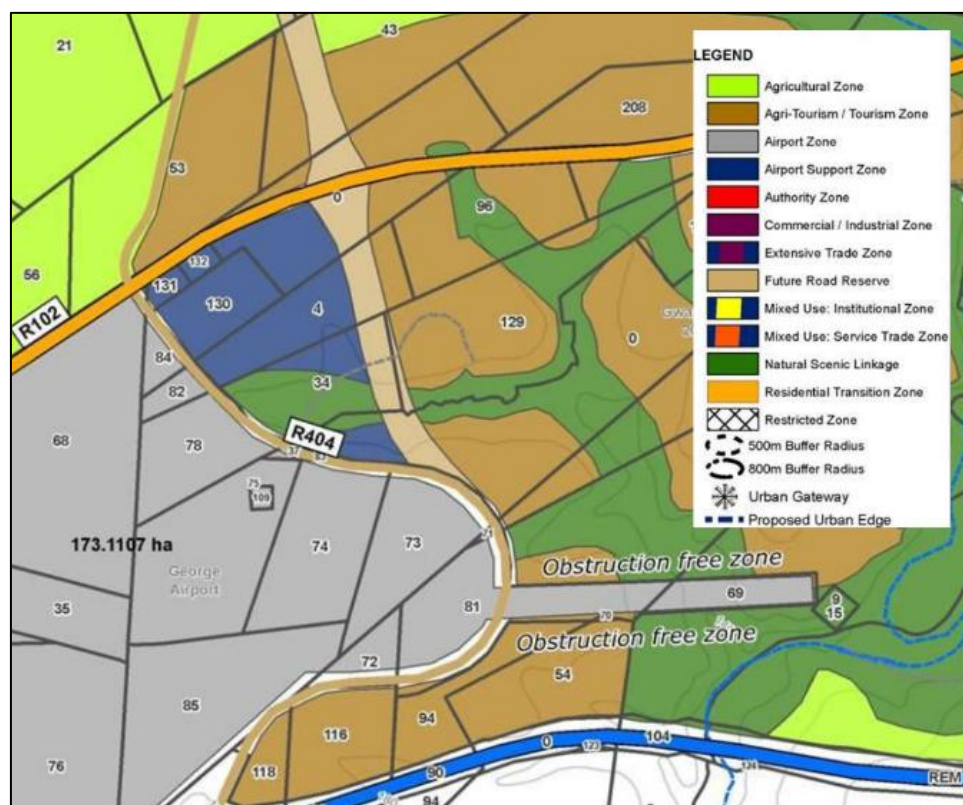 21
43
LEGEND
Agricultural Zone
Agri-Tourism / Tourism Zone
Airport Zone
Airport Support Zone
Authority Zone
Commercial / Industrial Zone
Extensive Trade Zone
Future Road Reserve
Mixed Use: Institutional Zone
Mixed Use: Service Trade Zone
Natural Scenic Linkage
Residential Transition Zone
Restricted Zone
500m Buffer Radius
800m Buffer Radius
Urban Gateway
Proposed Urban Edge
208
53
0
96
132
56
131
130
4
R102
129
0
84
34
82
68
78
R404
37
75
109
173.1107 ha
74
73
71
George
Airport
Obstruction free zone
69
9
15
35
81
70
Obstruction free zone
72
54
85
94
116
76
118
0
104
123
90
124
REM
94